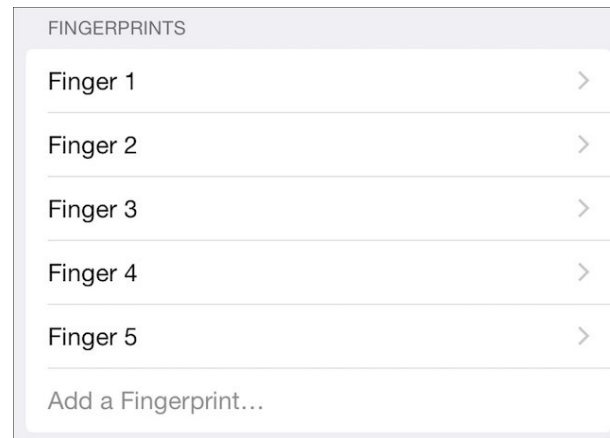 FINGERPRINTS
Finger 1
Finger 2
Finger 3
Finger 4
Finger 5
Add a Fingerprint…